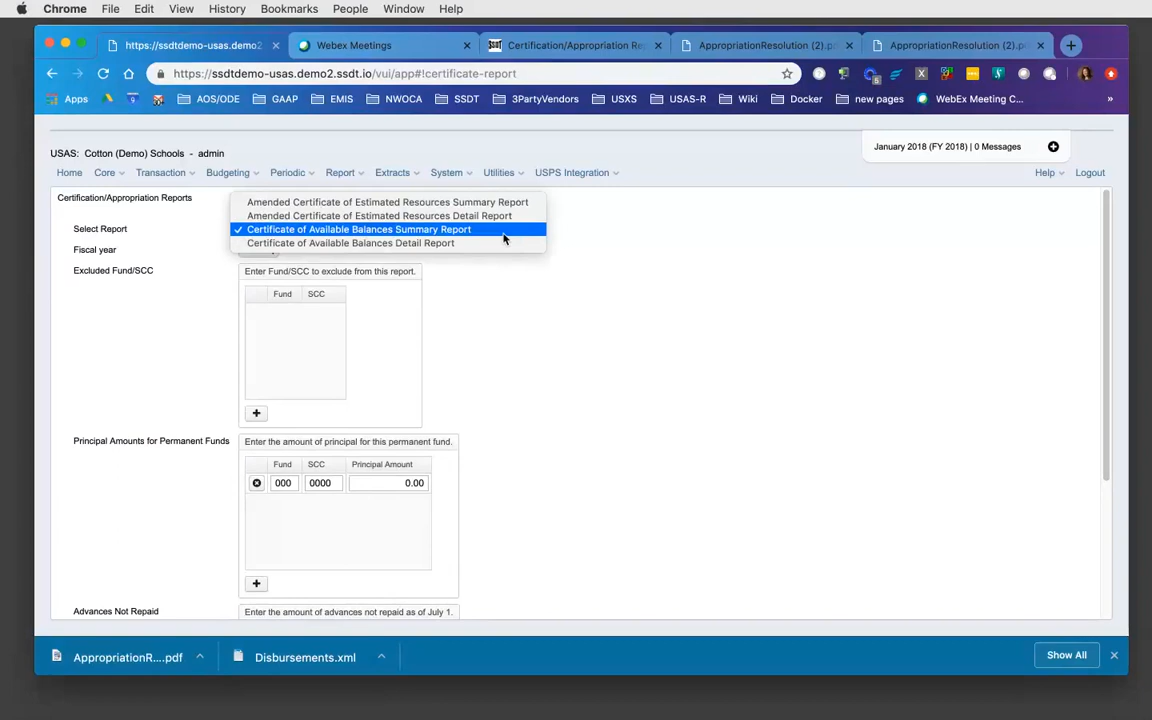 Chrome File Edit View History Bookmarks People Window Help
https://ssdtdemo-usas.demo2 Webex Meetings Certification/Appropriation Re AppropriationResolution (2).p AppropriationResolution (2).p
https://ssdtdemo-usas.demo2.ssdt.io/vui/app#!certificate-report
Apps AOS/ODE GAAP EMIS NWOCA SSDT 3PartyVendors USXS USAS-R Wiki Docker new pages WebEx Meeting C... »
USAS: Cotton (Demo) Schools - admin
January 2018 (FY 2018) | 0 Messages
Home Core Transaction Budgeting Periodic Report Extracts System Utilities USPS Integration Help Logout
Certification/Appropriation Reports
Amended Certificate of Estimated Resources Summary Report
Amended Certificate of Estimated Resources Detail Report
Select Report ✓ Certificate of Available Balances Summary Report
Certificate of Available Balances Detail Report
Fiscal year
Excluded Fund/SCC Enter Fund/SCC to exclude from this report.
Fund SCC
Principal Amounts for Permanent Funds Enter the amount of principal for this permanent fund.
Fund SCC Principal Amount
000 0000 0.00
Advances Not Repaid Enter the amount of advances not repaid as of July 1.
AppropriationR....pdf Disbursements.xml Show All